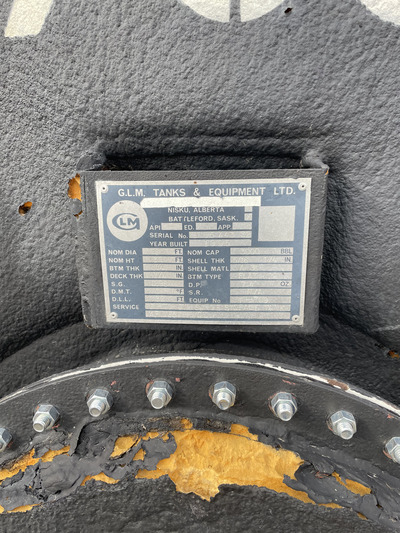 G.L.M. TANKS & EQUIPMENT LTD.
GLM
NISKU, ALBERTA
BATTLEFORD, SASK.
API ED. APP.
SERIAL No.
YEAR BUILT
NOM DIA FT. NOM CAP BBL
NOM HT FT. SHELL THK IN.
BTM THK IN. SHELL MATL
DECK THK IN. BTM TYPE
S.G. D.P. OZ.
D.M.T. °F S.R.
D.L.L. FT. EQUIP No
SERVICE